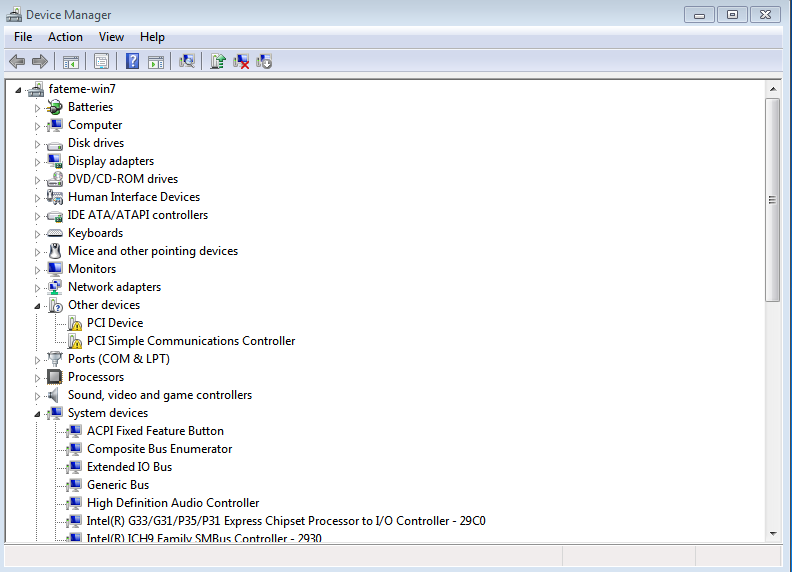 Device Manager
File Action View Help
fateme-win7
Batteries
Computer
Disk drives
Display adapters
DVD/CD-ROM drives
Human Interface Devices
IDE ATA/ATAPI controllers
Keyboards
Mice and other pointing devices
Monitors
Network adapters
Other devices
PCI Device
PCI Simple Communications Controller
Ports (COM & LPT)
Processors
Sound, video and game controllers
System devices
ACPI Fixed Feature Button
Composite Bus Enumerator
Extended IO Bus
Generic Bus
High Definition Audio Controller
Intel(R) G33/G31/P35/P31 Express Chipset Processor to I/O Controller - 29C0
Intel(R) ICH9 Family SMBus Controller - 2930